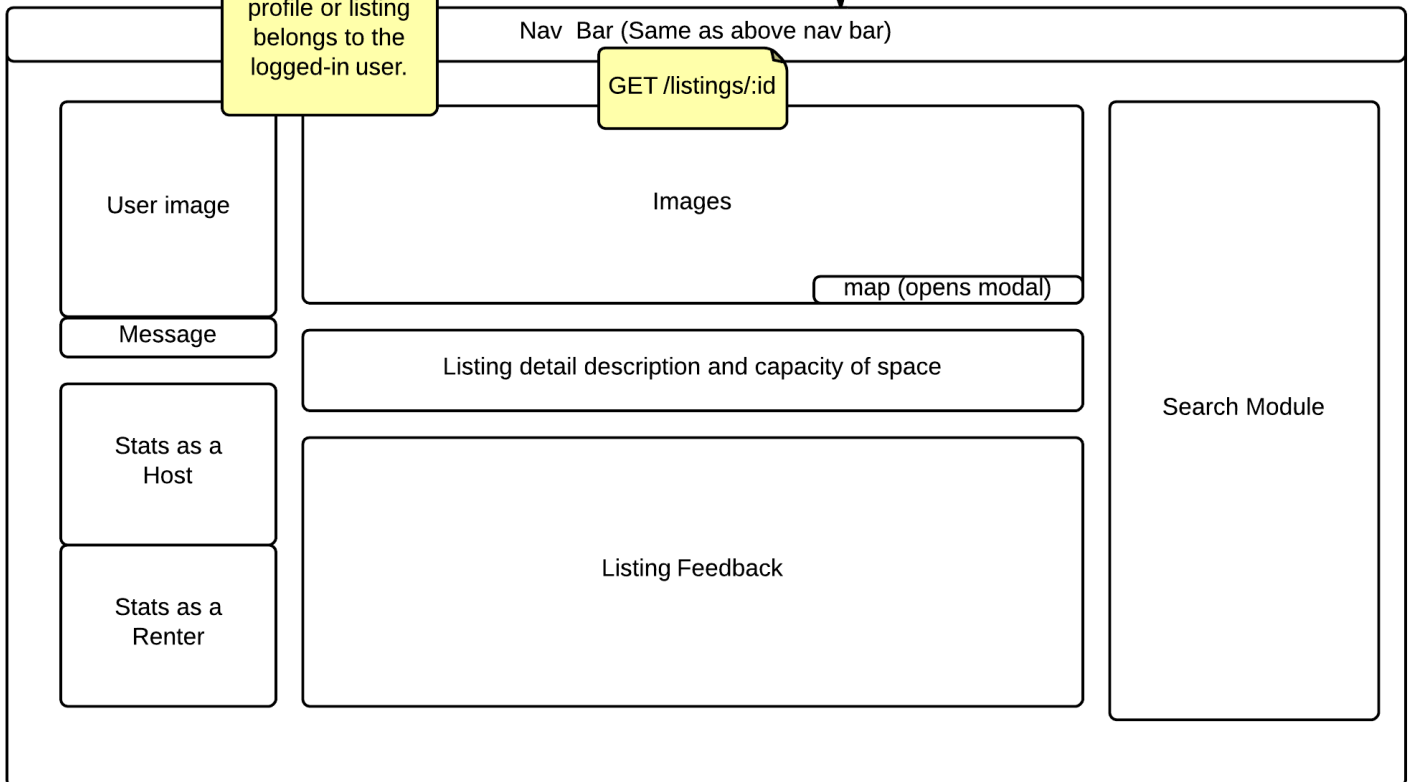 profile or listing
belongs to the
logged-in user.
Nav  Bar (Same as above nav bar)
GET /listings/:id
User image
Images
map (opens modal)
Message
Listing detail description and capacity of space
Stats as a
Host
Search Module
Listing Feedback
Stats as a
Renter